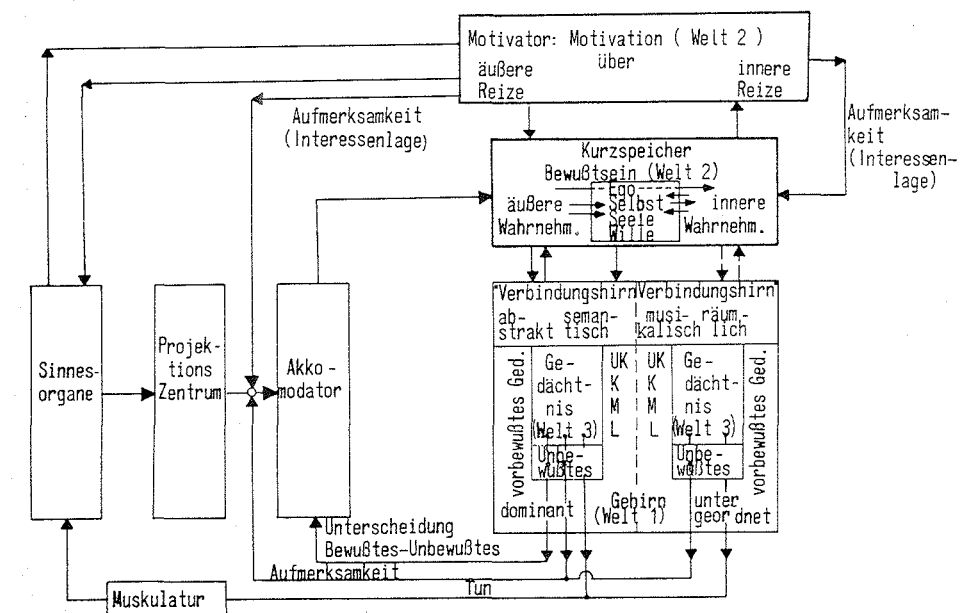 Motivator: Motivation ( Welt 2 )
über
äußere
Reize
innere
Reize
Aufmerksamkeit
(Interessenlage)
Aufmerksam-
keit
(Interessen-
lage)
Kurzspeicher
Bewußtsein (Welt 2)
Ego
äußere Selbst innere
Seele
Wahrnehm. Wille Wahrnehm.
Sinnes-
organe
Projek-
tions
Zentrum
Akko-
modator
"Verbindungshirn Verbindungshirn"
ab- seman- musi- räum-
strakt tisch kalisch lich
vorbewußtes Ged.
Ge-
dächt-
nis
(Welt 3)
Unbe-
wußtes
UK
K
M
L
UK
K
M
L
Ge-
dächt-
nis
(Welt 3)
Unbe-
wußtes
vorbewußtes Ged.
dominant
Gehirn
(Welt 1)
unter
geor dnet
Unterscheidung
Bewußtes-Unbewußtes
Aufmerksamkeit
Tun
Muskulatur